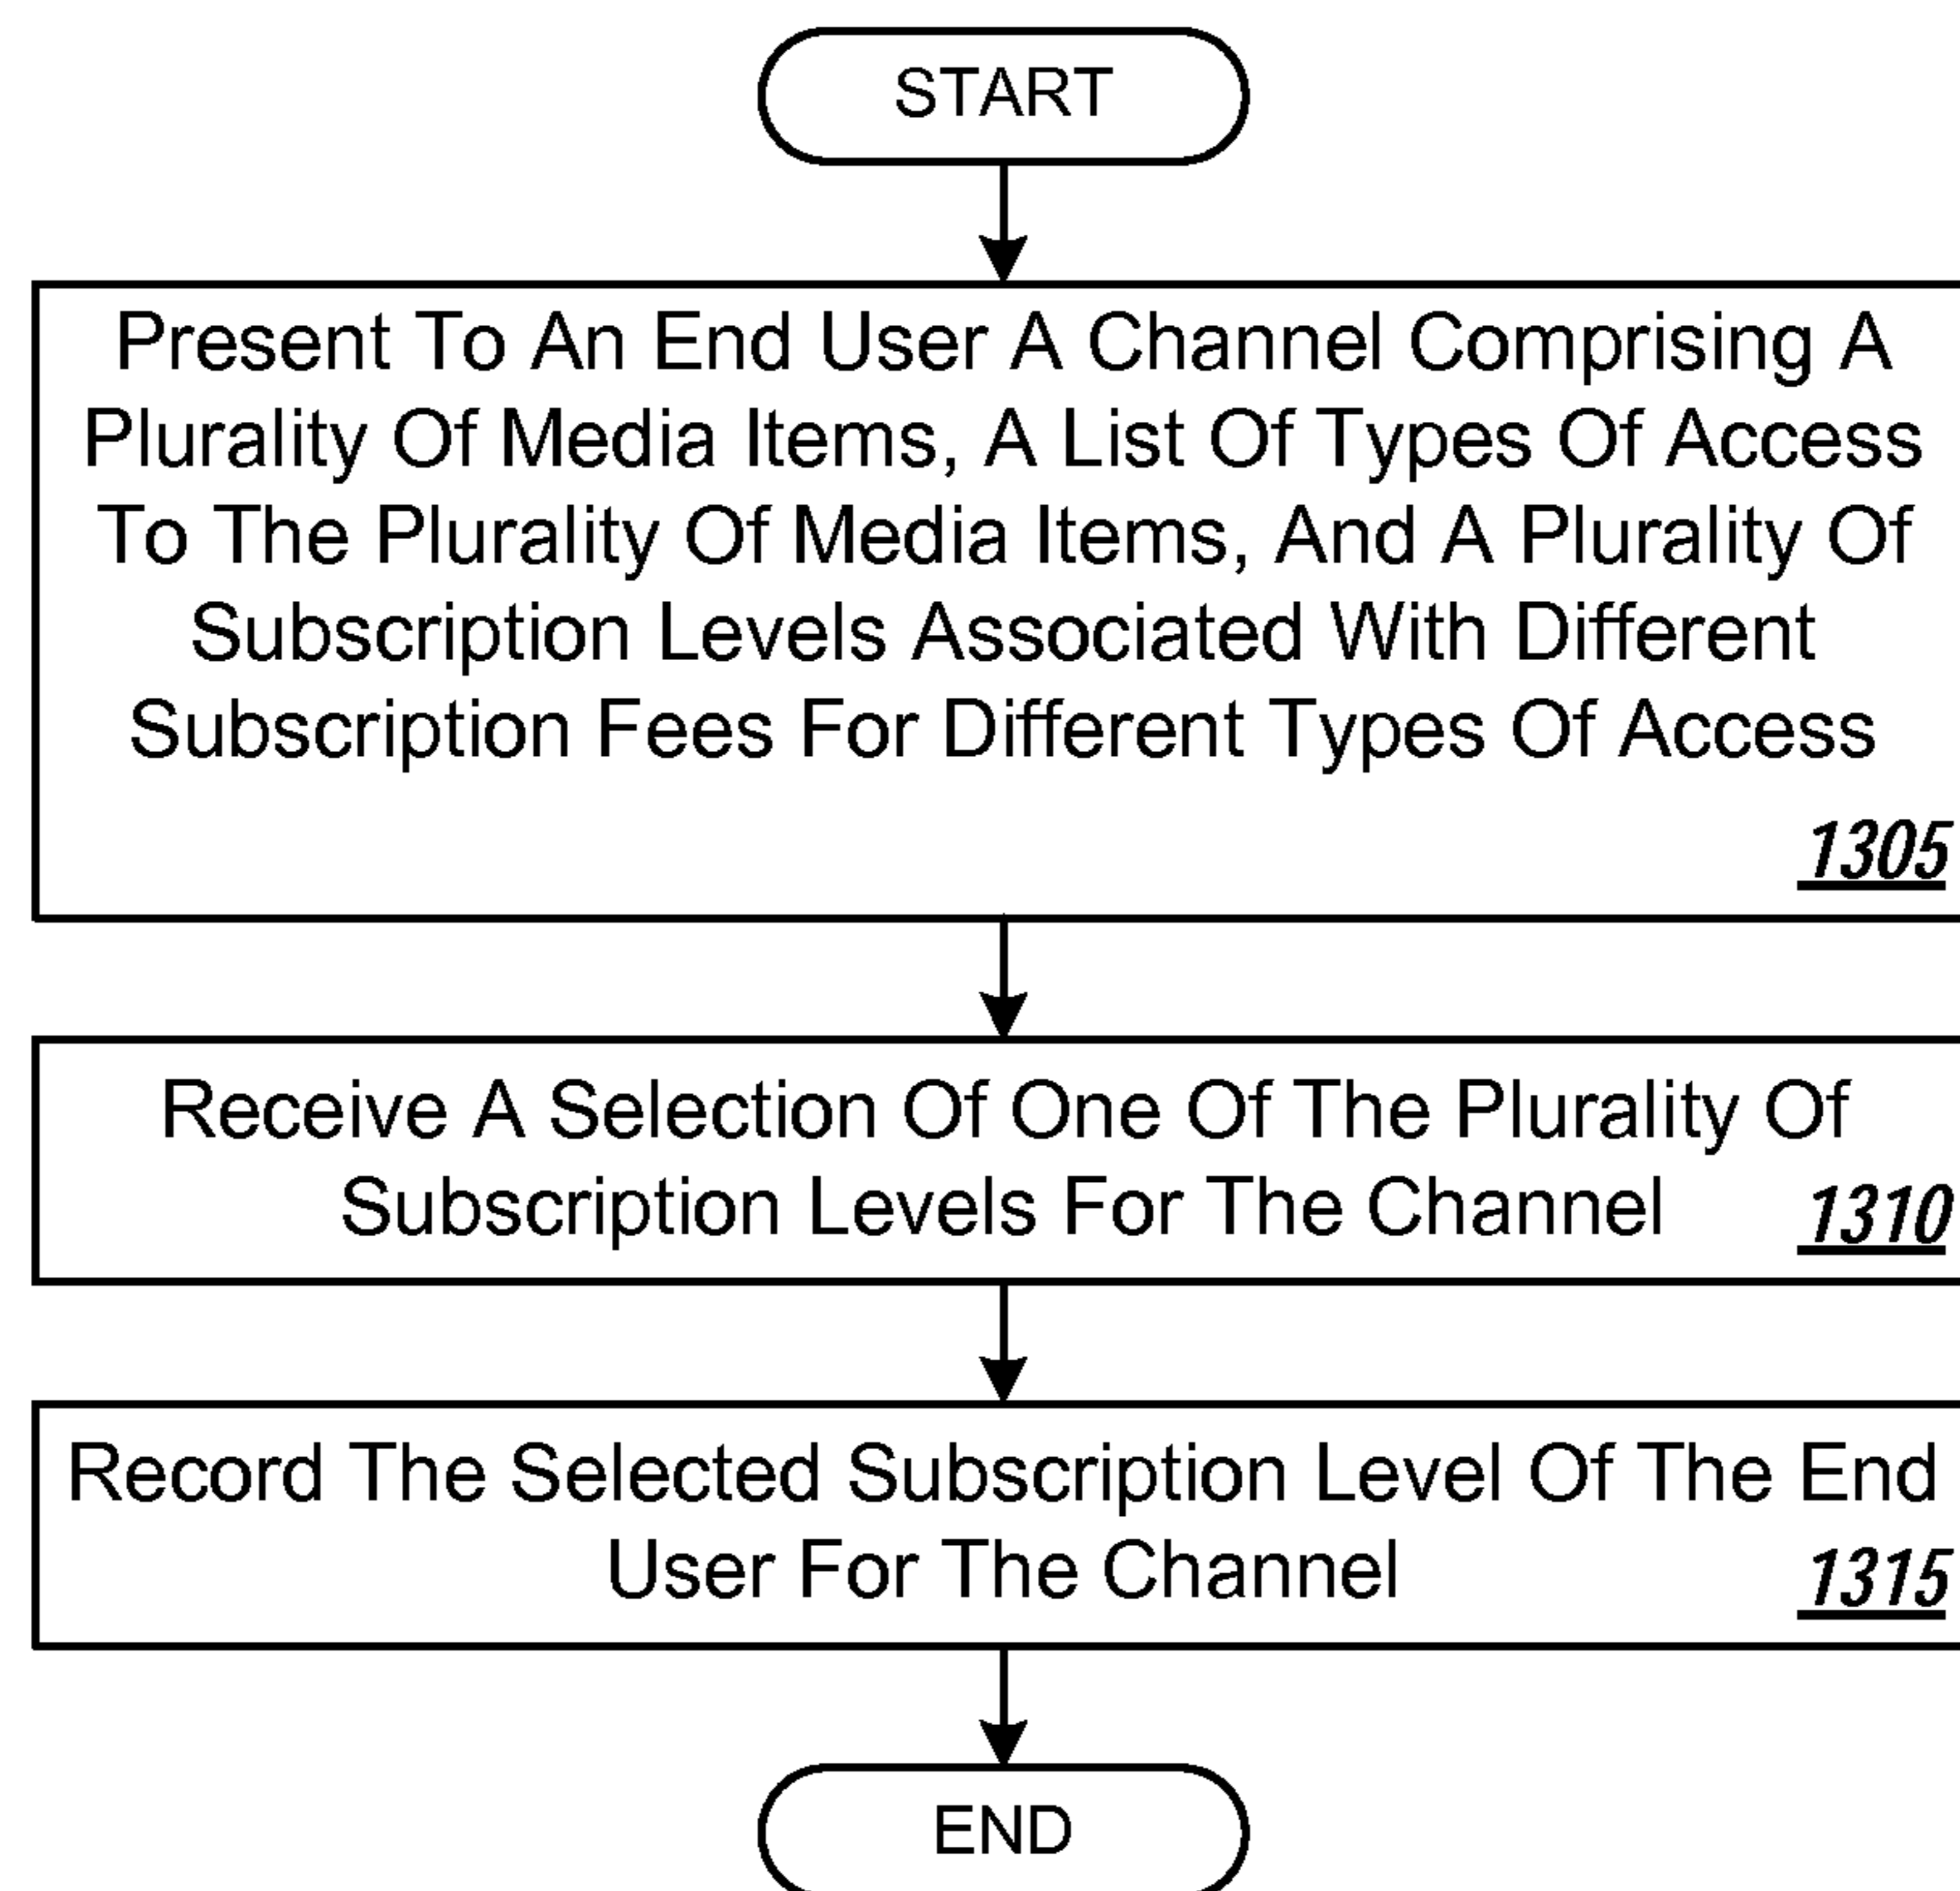 START
Present To An End User A Channel Comprising A
Plurality Of Media Items, A List Of Types Of Access
To The Plurality Of Media Items, And A Plurality Of
Subscription Levels Associated With Different
Subscription Fees For Different Types Of Access
1305
Receive A Selection Of One Of The Plurality Of
Subscription Levels For The Channel 1310
Record The Selected Subscription Level Of The End
User For The Channel 1315
END